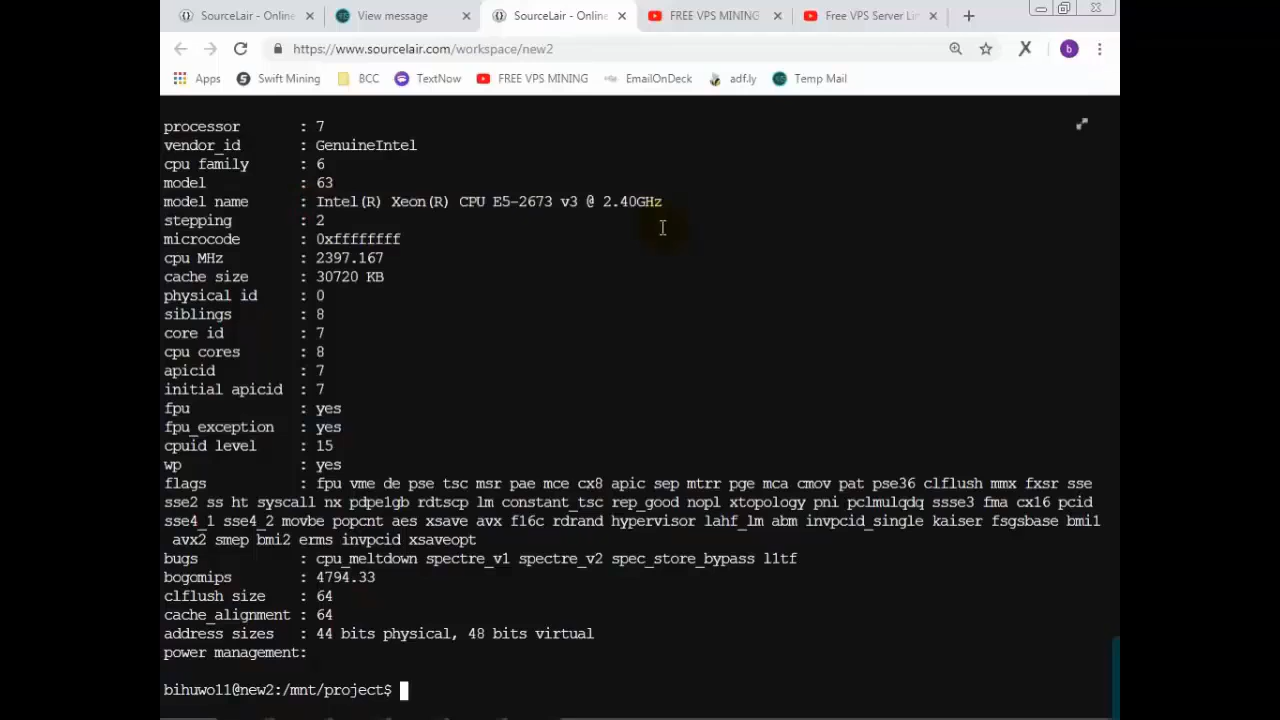 SourceLair - Online
View message
SourceLair - Online
FREE VPS MINING
Free VPS Server Lin
https://www.sourcelair.com/workspace/new2
b
Apps
Swift Mining
BCC
TextNow
FREE VPS MINING
EmailOnDeck
adf.ly
Temp Mail
processor : 7
vendor_id : GenuineIntel
cpu family : 6
model : 63
model name : Intel(R) Xeon(R) CPU E5-2673 v3 @ 2.40GHz
stepping : 2
microcode : 0xffffffff
cpu MHz : 2397.167
cache size : 30720 KB
physical id : 0
siblings : 8
core id : 7
cpu cores : 8
apicid : 7
initial apicid : 7
fpu : yes
fpu_exception : yes
cpuid level : 15
wp : yes
flags : fpu vme de pse tsc msr pae mce cx8 apic sep mtrr pge mca cmov pat pse36 clflush mmx fxsr sse
sse2 ss ht syscall nx pdpe1gb rdtscp lm constant_tsc rep_good nopl xtopology pni pclmulqdq ssse3 fma cx16 pcid
sse4_1 sse4_2 movbe popcnt aes xsave avx f16c rdrand hypervisor lahf_lm abm invpcid_single kaiser fsgsbase bmi1
avx2 smep bmi2 erms invpcid xsaveopt
bugs : cpu_meltdown spectre_v1 spectre_v2 spec_store_bypass l1tf
bogomips : 4794.33
clflush size : 64
cache_alignment : 64
address sizes : 44 bits physical, 48 bits virtual
power management:
bihuwo11@new2:/mnt/project$